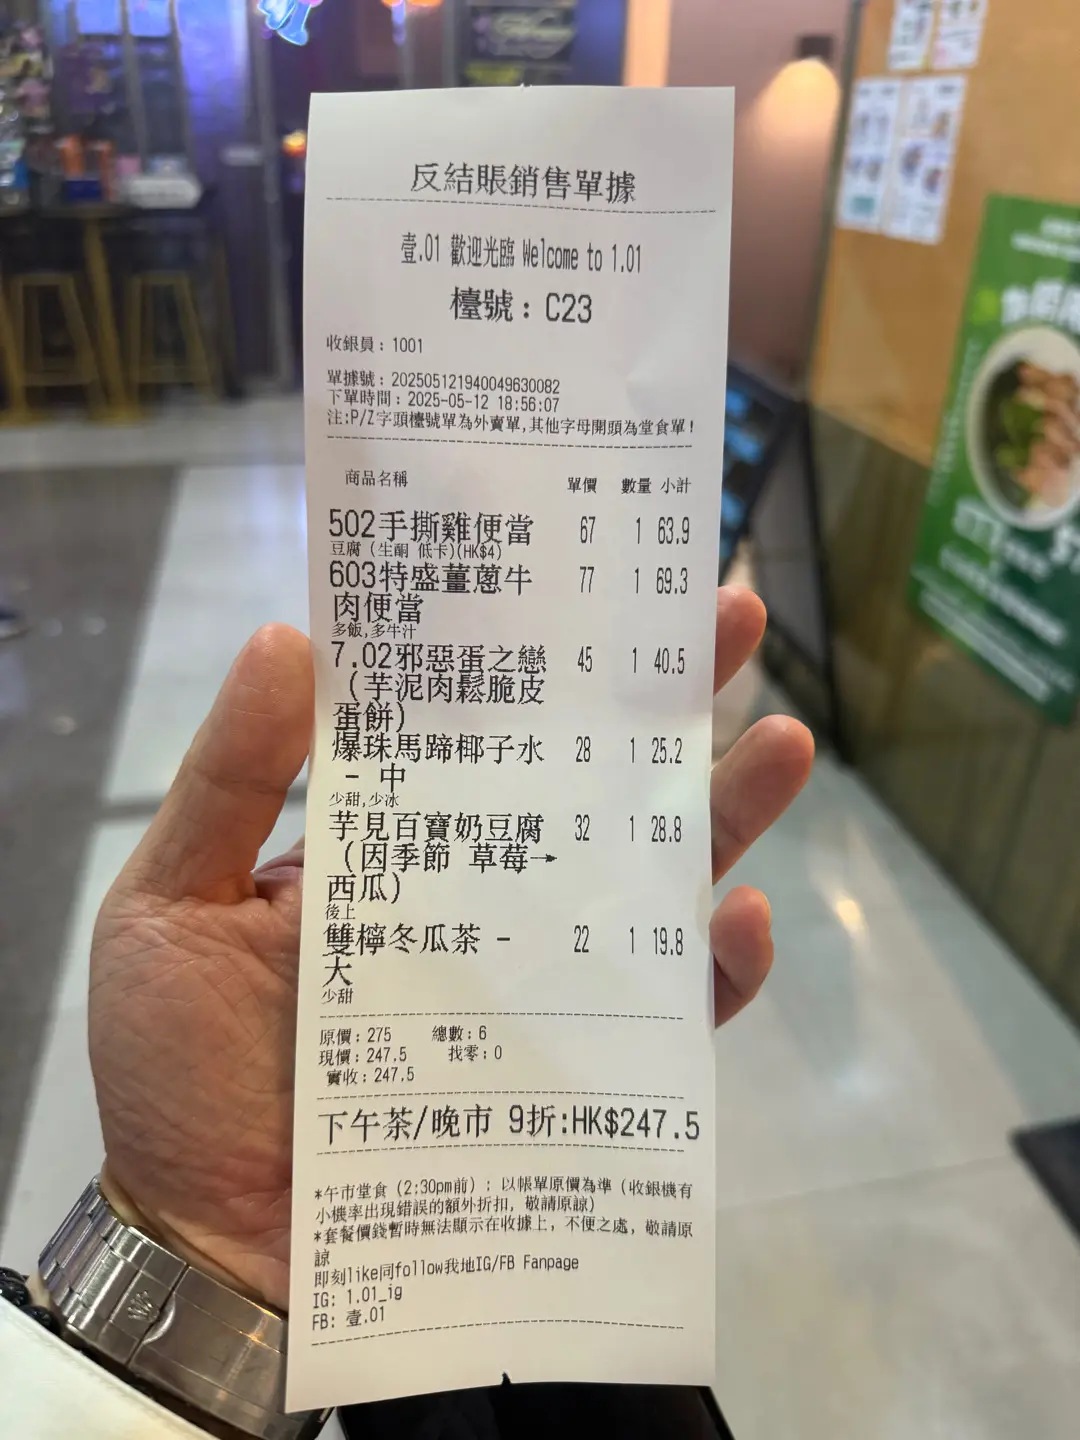 反結賬銷售單據
壹.01 歡迎光臨 Welcome to 1.01
檯號：C23
收銀員：1001
單據號：202505121940049630082
下單時間：2025-05-12 18:56:07
注:P/Z字頭檯號單為外賣單,其他字母開頭為堂食單！
商品名稱 單價 數量 小計
502手撕雞便當 67 1 63.9
豆腐 (生酮 低卡)(HK$4)
603特盛薑蔥牛 77 1 69.3
肉便當
多飯,多牛汁
7.02邪惡蛋之戀 45 1 40.5
（芋泥肉鬆脆皮
蛋餅）
爆珠馬蹄椰子水 28 1 25.2
- 中
少甜,少冰
芋見百寶奶豆腐 32 1 28.8
（因季節 草莓→
西瓜）
後上
雙檸冬瓜茶 - 22 1 19.8
大
少甜
原價：275 總數：6
現價：247.5 找零：0
實收：247.5
下午茶/晚市 9折:HK$247.5
*午市堂食 (2:30pm前)：以帳單原價為準（收銀機有
小機率出現錯誤的額外折扣，敬請原諒）
*套餐價錢暫時無法顯示在收據上，不便之處，敬請原
諒
即刻like同follow我地IG/FB Fanpage
IG: 1.01_ig
FB: 壹.01